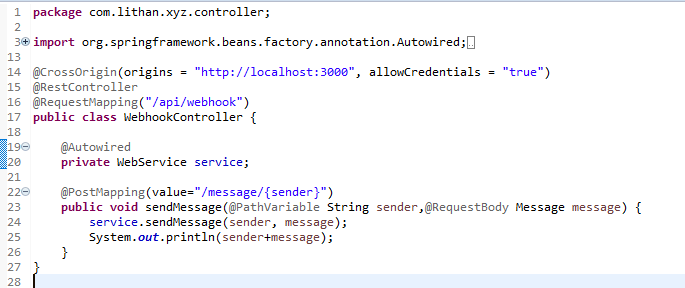 1 package com.lithan.xyz.controller;
2
3 import org.springframework.beans.factory.annotation.Autowired;
13
14 @CrossOrigin(origins = "http://localhost:3000", allowCredentials = "true")
15 @RestController
16 @RequestMapping("/api/webhook")
17 public class WebhookController {
18
19 @Autowired
20 private WebService service;
21
22 @PostMapping(value="/message/{sender}")
23 public void sendMessage(@PathVariable String sender,@RequestBody Message message) {
24 service.sendMessage(sender, message);
25 System.out.println(sender+message);
26 }
27 }
28